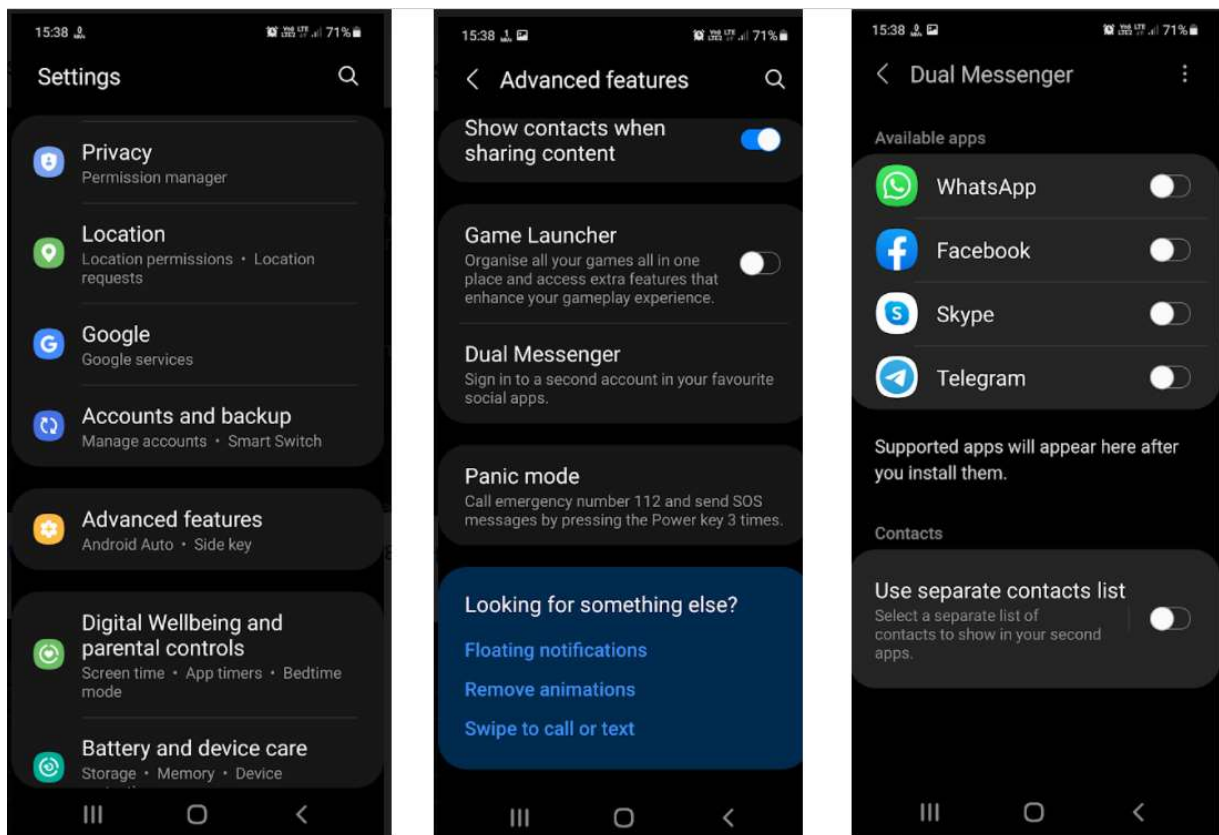 15:38 71%
Settings
Privacy
Permission manager
Location
Location permissions • Location
requests
Google
Google services
Accounts and backup
Manage accounts • Smart Switch
Advanced features
Android Auto • Side key
Digital Wellbeing and
parental controls
Screen time • App timers • Bedtime
mode
Battery and device care
Storage • Memory • Device
15:38 71%
Advanced features
Show contacts when
sharing content
Game Launcher
Organise all your games all in one
place and access extra features that
enhance your gameplay experience.
Dual Messenger
Sign in to a second account in your favourite
social apps.
Panic mode
Call emergency number 112 and send SOS
messages by pressing the Power key 3 times.
Looking for something else?
Floating notifications
Remove animations
Swipe to call or text
15:38 71%
Dual Messenger
Available apps
WhatsApp
Facebook
Skype
Telegram
Supported apps will appear here after
you install them.
Contacts
Use separate contacts list
Select a separate list of
contacts to show in your second
apps.